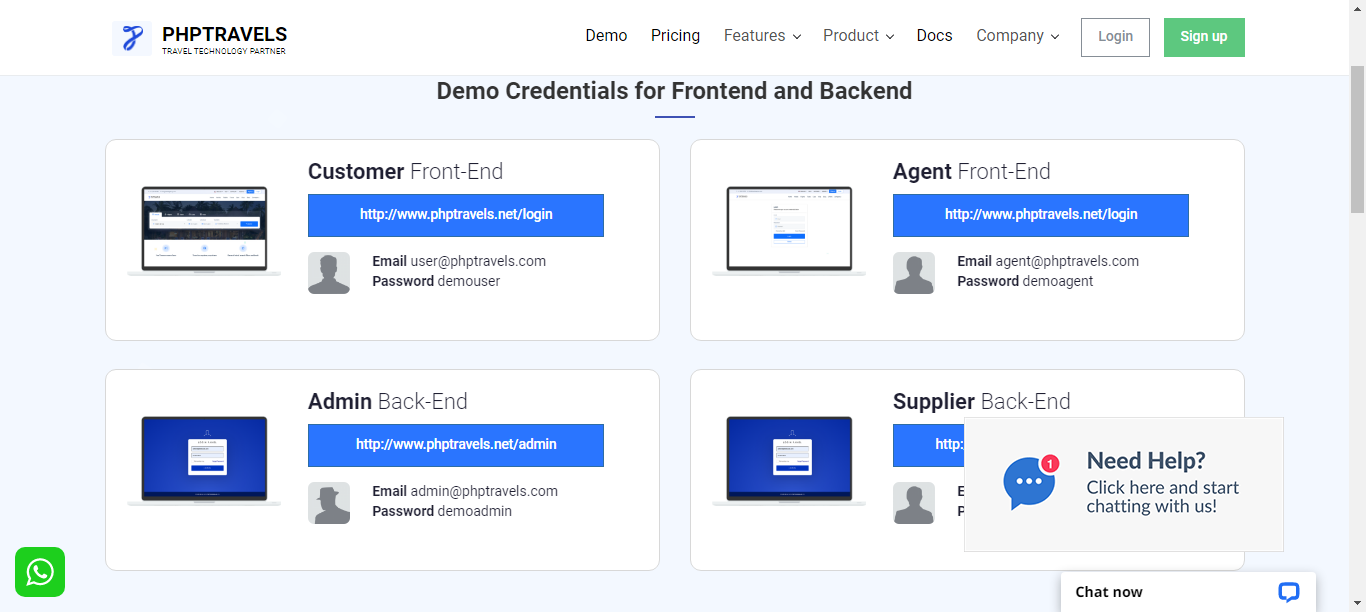 PHPTRAVELS
TRAVEL TECHNOLOGY PARTNER
Demo Pricing Features Product Docs Company Login Sign up
Demo Credentials for Frontend and Backend
Customer Front-End
http://www.phptravels.net/login
Email user@phptravels.com
Password demouser
Agent Front-End
http://www.phptravels.net/login
Email agent@phptravels.com
Password demoagent
Admin Back-End
http://www.phptravels.net/admin
Email admin@phptravels.com
Password demoadmin
Supplier Back-End
http:
Need Help?
1
Click here and start
chatting with us!
Chat now